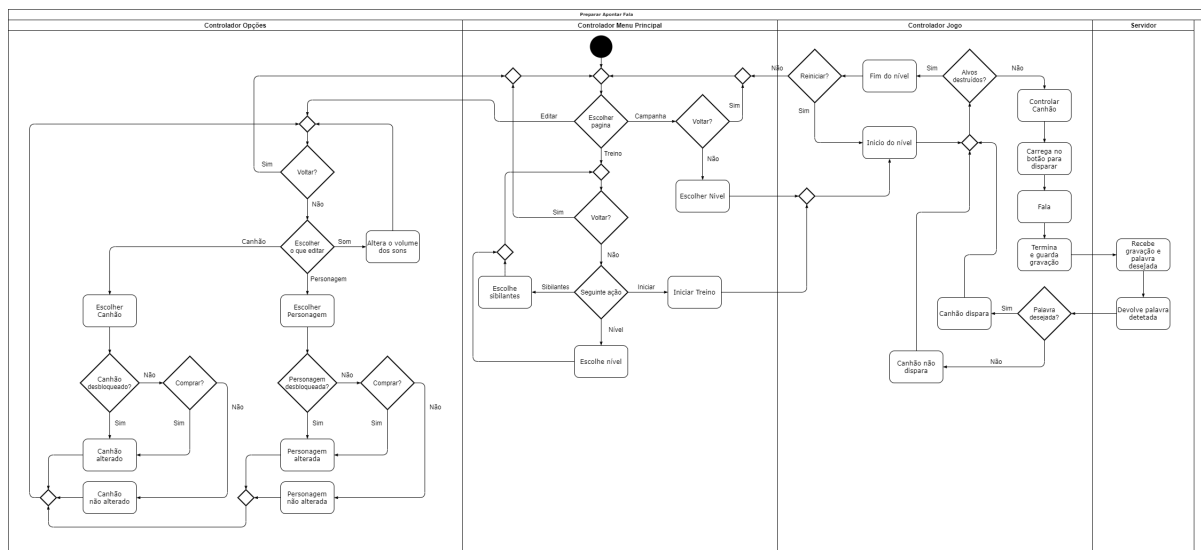 Preparar Apontar Fala
Controlador Opções
Controlador Menu Principal
Controlador Jogo
Servidor
Voltar?
Sim
Não
Escolher
o que editar
Canhão
Som
Personagem
Altera o volume
dos sons
Escolher
Canhão
Escolher
Personagem
Canhão
desbloqueado?
Não
Comprar?
Não
Sim
Sim
Personagem
desbloqueada?
Não
Comprar?
Não
Sim
Sim
Canhão
alterado
Personagem
alterada
Canhão
não alterado
Personagem
não alterada
Escolher
pagina
Editar
Campanha
Treino
Voltar?
Sim
Não
Escolher Nível
Voltar?
Sim
Não
Seguinte ação
Sibilantes
Iniciar
Nível
Escolhe
sibilantes
Iniciar Treino
Escolhe nível
Não
Reiniciar?
Sim
Fim do nível
Sim
Alvos
destruídos?
Não
Inicio do nível
Controlar
Canhão
Carrega no
botão para
disparar
Fala
Termina
e guarda
gravação
Recebe
gravação e
palavra
desejada
Devolve palavra
detetada
Palavra
desejada?
Sim
Canhão dispara
Não
Canhão não
dispara